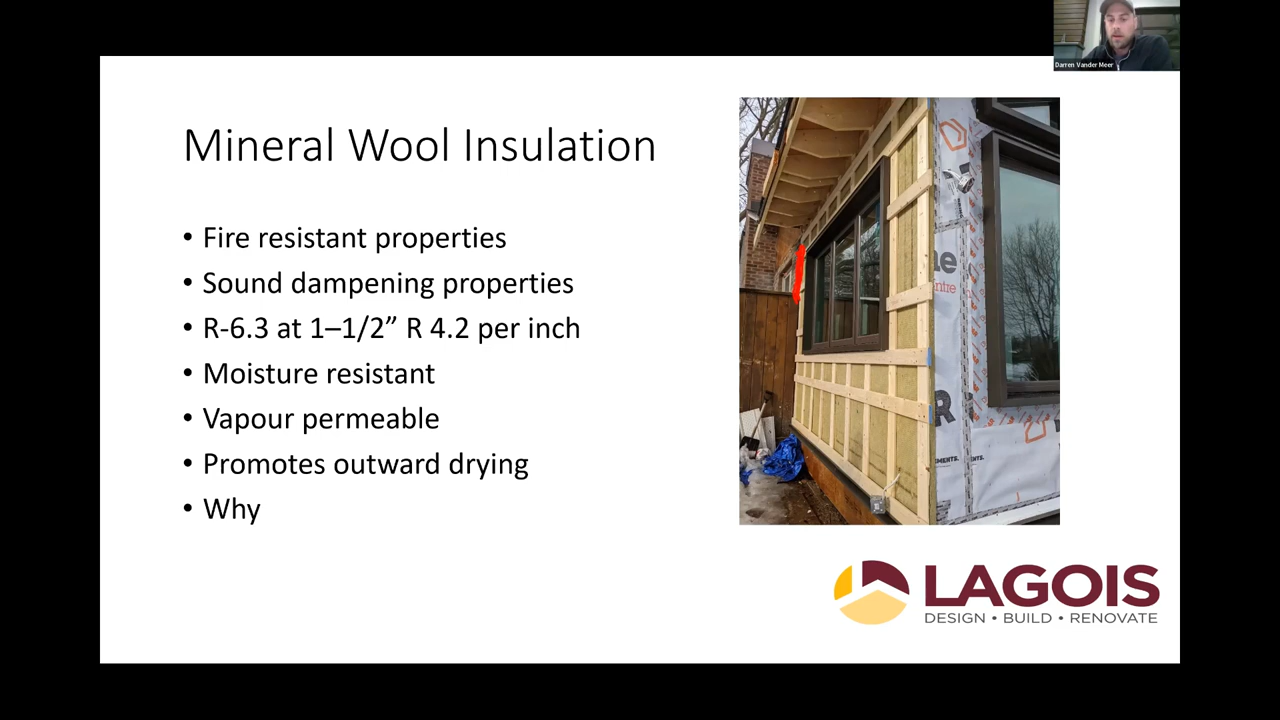 Darren Vander Meer
Mineral Wool Insulation
• Fire resistant properties
• Sound dampening properties
• R-6.3 at 1–1/2” R 4.2 per inch
• Moisture resistant
• Vapour permeable
• Promotes outward drying
• Why
R
LAGOIS
DESIGN • BUILD • RENOVATE